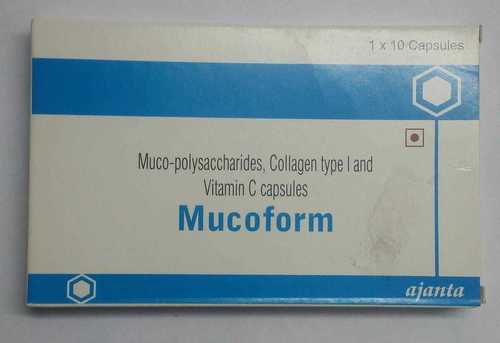 1 x 10 Capsules
Muco-polysaccharides, Collagen type I and
Vitamin C capsules
Mucoform
ajanta